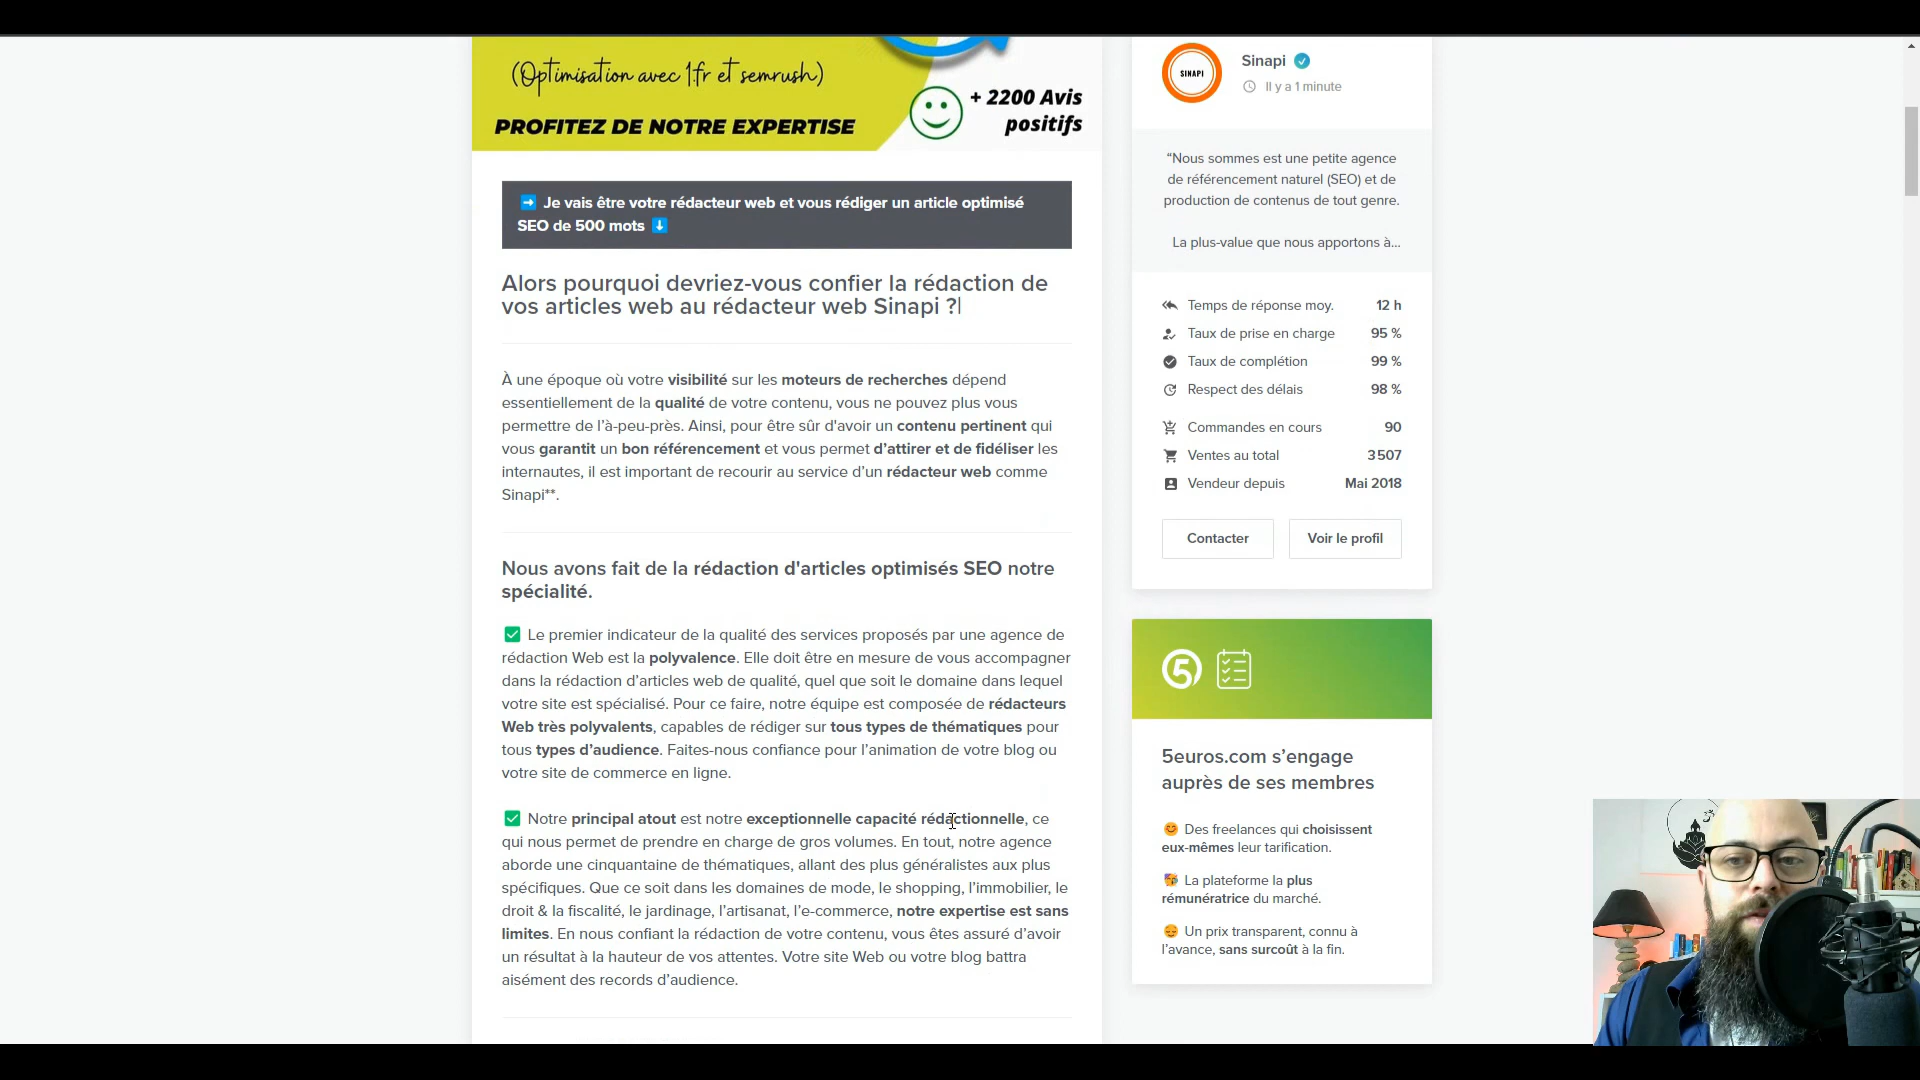 (Optimisation avec 1.fr et semrush)
PROFITEZ DE NOTRE EXPERTISE
+ 2200 Avis
positifs
Je vais être votre rédacteur web et vous rédiger un article optimisé
SEO de 500 mots
Alors pourquoi devriez-vous confier la rédaction de
vos articles web au rédacteur web Sinapi ?
À une époque où votre visibilité sur les moteurs de recherches dépend
essentiellement de la qualité de votre contenu, vous ne pouvez plus vous
permettre de l’à-peu-près. Ainsi, pour être sûr d'avoir un contenu pertinent qui
vous garantit un bon référencement et vous permet d’attirer et de fidéliser les
internautes, il est important de recourir au service d’un rédacteur web comme
Sinapi**.
Nous avons fait de la rédaction d'articles optimisés SEO notre
spécialité.
Le premier indicateur de la qualité des services proposés par une agence de
rédaction Web est la polyvalence. Elle doit être en mesure de vous accompagner
dans la rédaction d’articles web de qualité, quel que soit le domaine dans lequel
votre site est spécialisé. Pour ce faire, notre équipe est composée de rédacteurs
Web très polyvalents, capables de rédiger sur tous types de thématiques pour
tous types d’audience. Faites-nous confiance pour l’animation de votre blog ou
votre site de commerce en ligne.
Notre principal atout est notre exceptionnelle capacité rédactionnelle, ce
qui nous permet de prendre en charge de gros volumes. En tout, notre agence
aborde une cinquantaine de thématiques, allant des plus généralistes aux plus
spécifiques. Que ce soit dans les domaines de mode, le shopping, l’immobilier, le
droit & la fiscalité, le jardinage, l’artisanat, l’e-commerce, notre expertise est sans
limites. En nous confiant la rédaction de votre contenu, vous êtes assuré d’avoir
un résultat à la hauteur de vos attentes. Votre site Web ou votre blog battra
aisément des records d’audience.
SINAPI
Sinapi
Il y a 1 minute
“Nous sommes est une petite agence
de référencement naturel (SEO) et de
production de contenus de tout genre.
La plus-value que nous apportons à...
Temps de réponse moy. 12 h
Taux de prise en charge 95 %
Taux de complétion 99 %
Respect des délais 98 %
Commandes en cours 90
Ventes au total 3 507
Vendeur depuis Mai 2018
Contacter Voir le profil
5
5euros.com s’engage
auprès de ses membres
Des freelances qui choisissent
eux-mêmes leur tarification.
La plateforme la plus
rémunératrice du marché.
Un prix transparent, connu à
l’avance, sans surcoût à la fin.